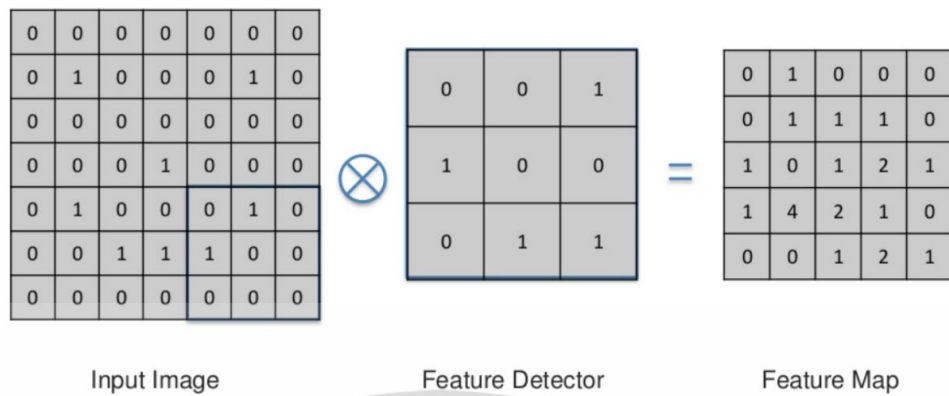 0 0 0 0 0 0 0
0 1 0 0 0 1 0
0 0 0 0 0 0 0
0 0 0 1 0 0 0
0 1 0 0 0 1 0
0 0 1 1 1 0 0
0 0 0 0 0 0 0
0 0 1
1 0 0
0 1 1
=
0 1 0 0 0
0 1 1 1 0
1 0 1 2 1
1 4 2 1 0
0 0 1 2 1
Input Image
Feature Detector
Feature Map